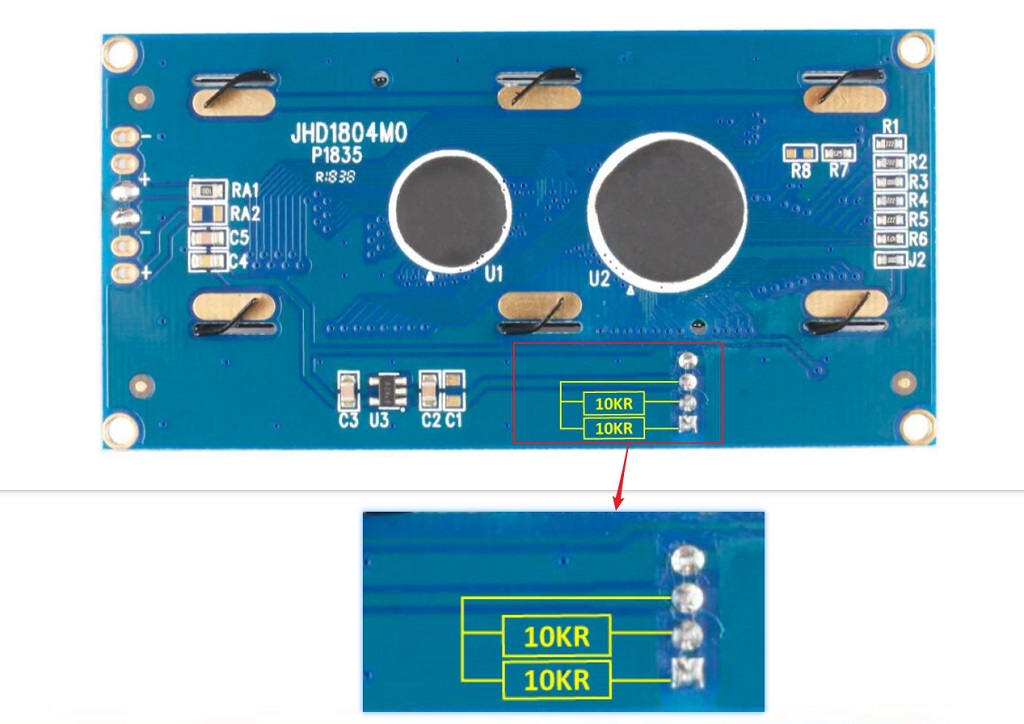 JHD1804M0
P1835
R1838
-
+
-
+
RA1
RA2
C5
C4
U1
U2
R1
R8
R7
R2
R3
R4
R5
R6
J2
C3
U3
C2
C1
10KR
10KR
10KR
10KR